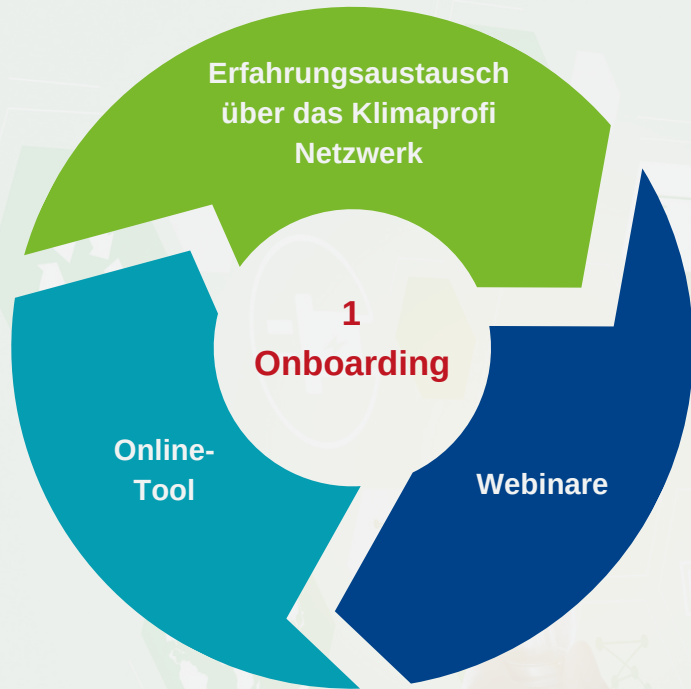 Erfahrungsaustausch
über das Klimaprofi
Netzwerk
1
Onboarding
Online-
Tool
Webinare